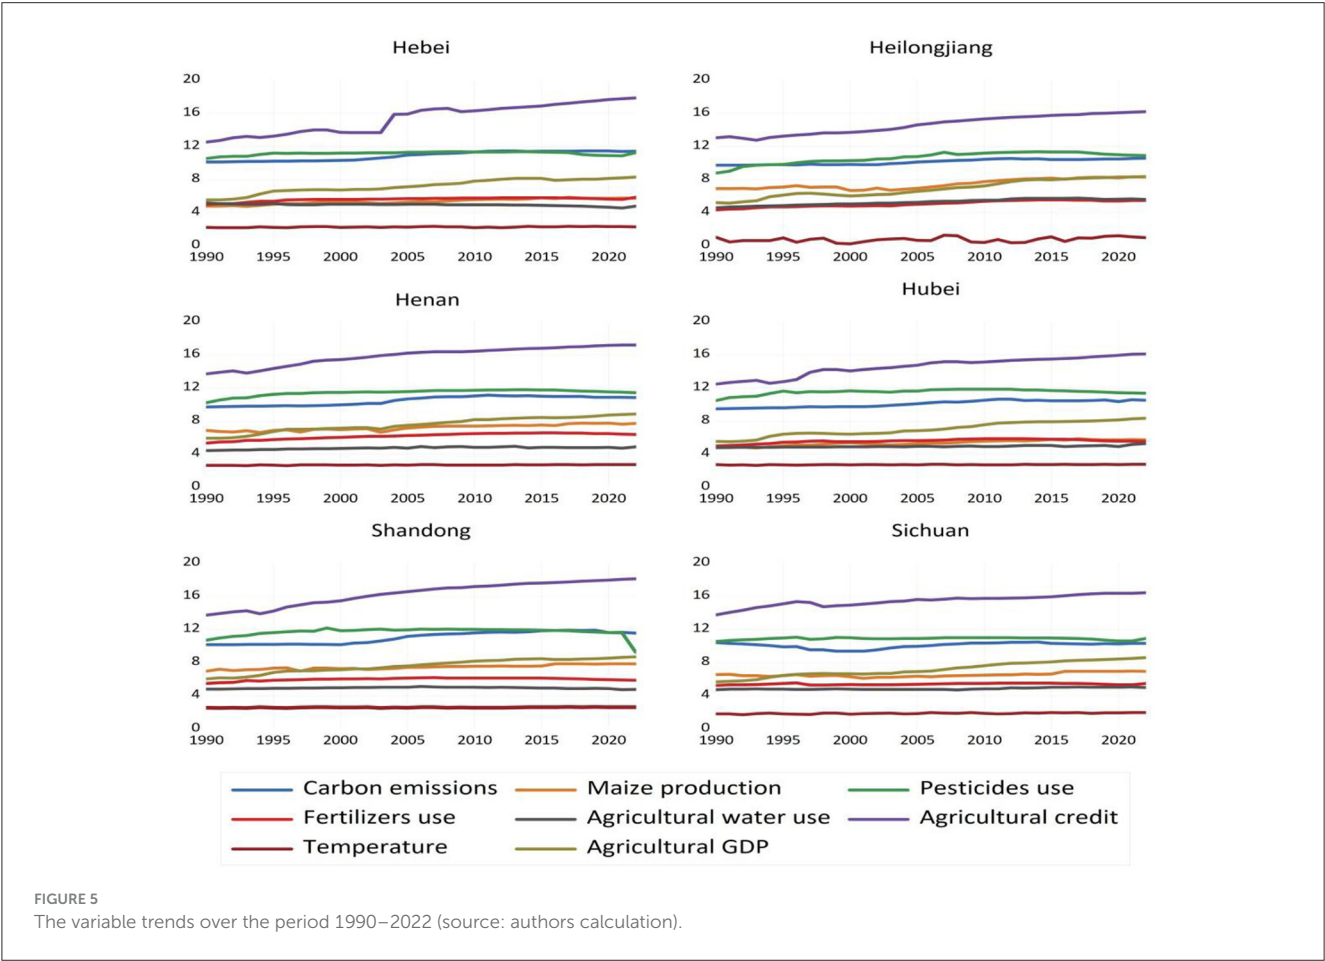 Hebei
20
16
12
8
4
0
1990 1995 2000 2005 2010 2015 2020
Heilongjiang
20
16
12
8
4
0
1990 1995 2000 2005 2010 2015 2020
Henan
20
16
12
8
4
0
1990 1995 2000 2005 2010 2015 2020
Hubei
20
16
12
8
4
0
1990 1995 2000 2005 2010 2015 2020
Shandong
20
16
12
8
4
0
1990 1995 2000 2005 2010 2015 2020
Sichuan
20
16
12
8
4
0
1990 1995 2000 2005 2010 2015 2020
Carbon emissions Maize production Pesticides use
Fertilizers use Agricultural water use Agricultural credit
Temperature Agricultural GDP
FIGURE 5
The variable trends over the period 1990–2022 (source: authors calculation).